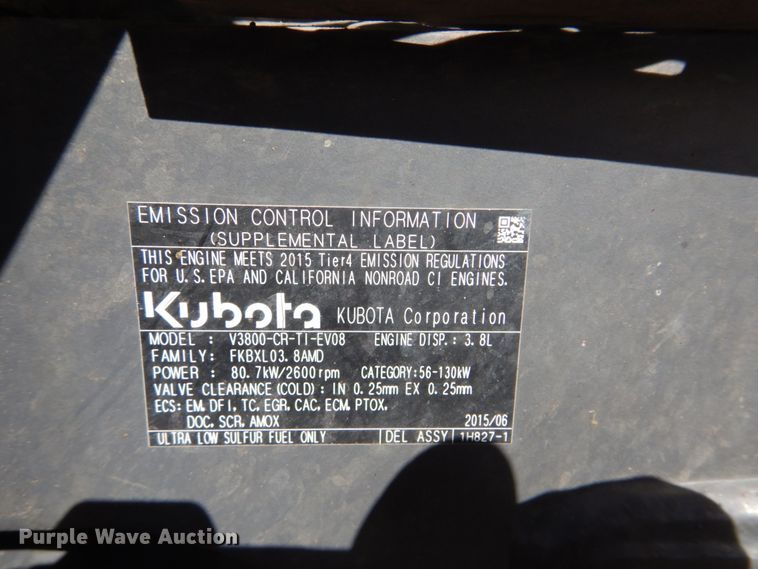 EMISSION CONTROL INFORMATION
(SUPPLEMENTAL LABEL)
THIS ENGINE MEETS 2015 Tier4 EMISSION REGULATIONS
FOR U.S.EPA AND CALIFORNIA NONROAD CI ENGINES.
Kubota KUBOTA Corporation
MODEL : V3800-CR-TI-EV08 ENGINE DISP.: 3.8L
FAMILY: FKBXL03.8AMD
POWER : 80.7kW/2600rpm CATEGORY:56-130kW
VALVE CLEARANCE(COLD): IN 0.25mm EX 0.25mm
ECS: EM, DFI, TC, EGR, CAC, ECM, PTOX,
DOC, SCR, AMOX 2015/06
ULTRA LOW SULFUR FUEL ONLY DEL ASSY 1H827-1
Purple Wave Auction®